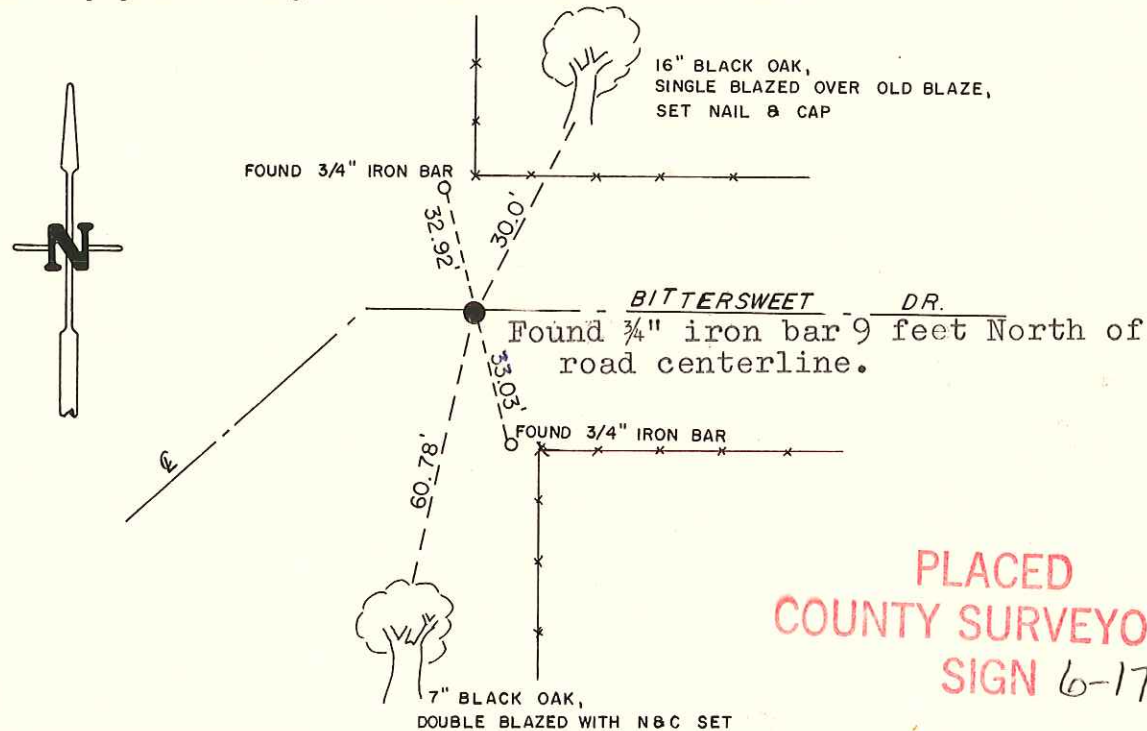 16" BLACK OAK,
SINGLE BLAZED OVER OLD BLAZE,
SET NAIL & CAP
FOUND 3/4" IRON BAR
32.92'
30.0'
N
BITTERSWEET DR.
Found ¾" iron bar 9 feet North of
road centerline.
33.03'
FOUND 3/4" IRON BAR
℄
60.78'
PLACED
COUNTY SURVEYO
SIGN 6-17
7" BLACK OAK,
DOUBLE BLAZED WITH N&C SET